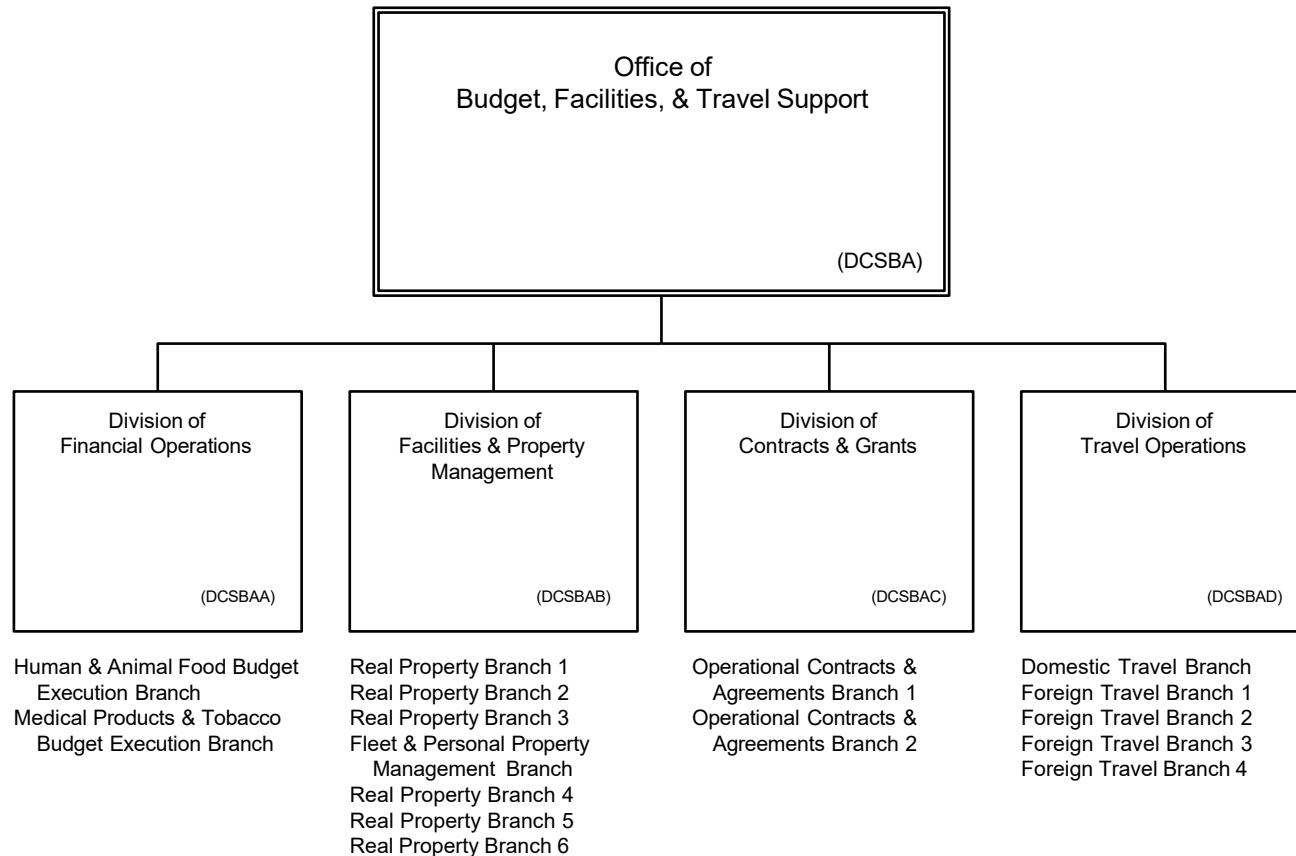 Office of
Budget, Facilities, & Travel Support
(DCSBA)
Division of
Financial Operations
(DCSBAA)
Human & Animal Food Budget
Execution Branch
Medical Products & Tobacco
Budget Execution Branch
Division of
Facilities & Property
Management
(DCSBAB)
Real Property Branch 1
Real Property Branch 2
Real Property Branch 3
Fleet & Personal Property
Management Branch
Real Property Branch 4
Real Property Branch 5
Real Property Branch 6
Division of
Contracts & Grants
(DCSBAC)
Operational Contracts &
Agreements Branch 1
Operational Contracts &
Agreements Branch 2
Division of
Travel Operations
(DCSBAD)
Domestic Travel Branch
Foreign Travel Branch 1
Foreign Travel Branch 2
Foreign Travel Branch 3
Foreign Travel Branch 4